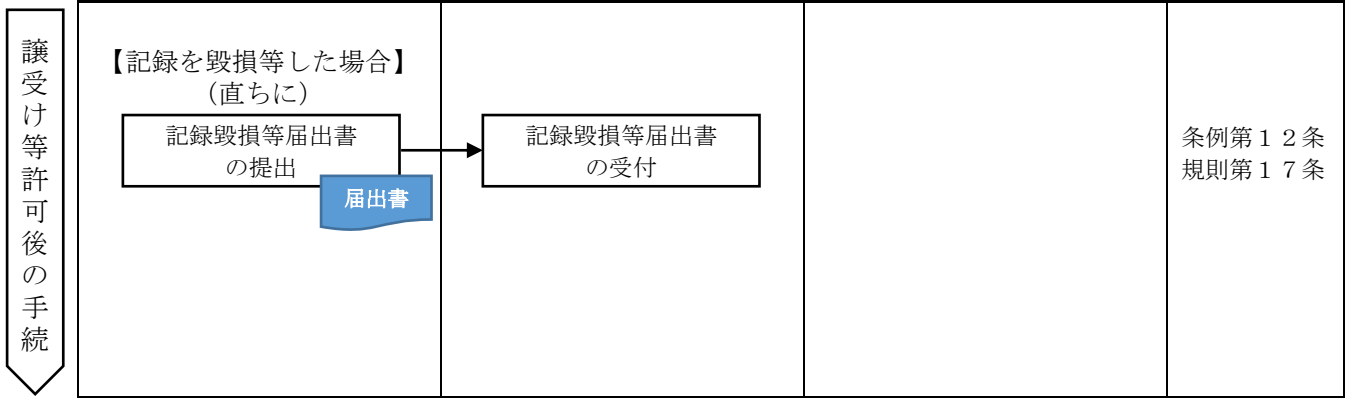 譲受け等許可後の手続
【記録を毀損等した場合】
（直ちに）
記録毀損等届出書
の提出
届出書
記録毀損等届出書
の受付
条例第１２条
規則第１７条